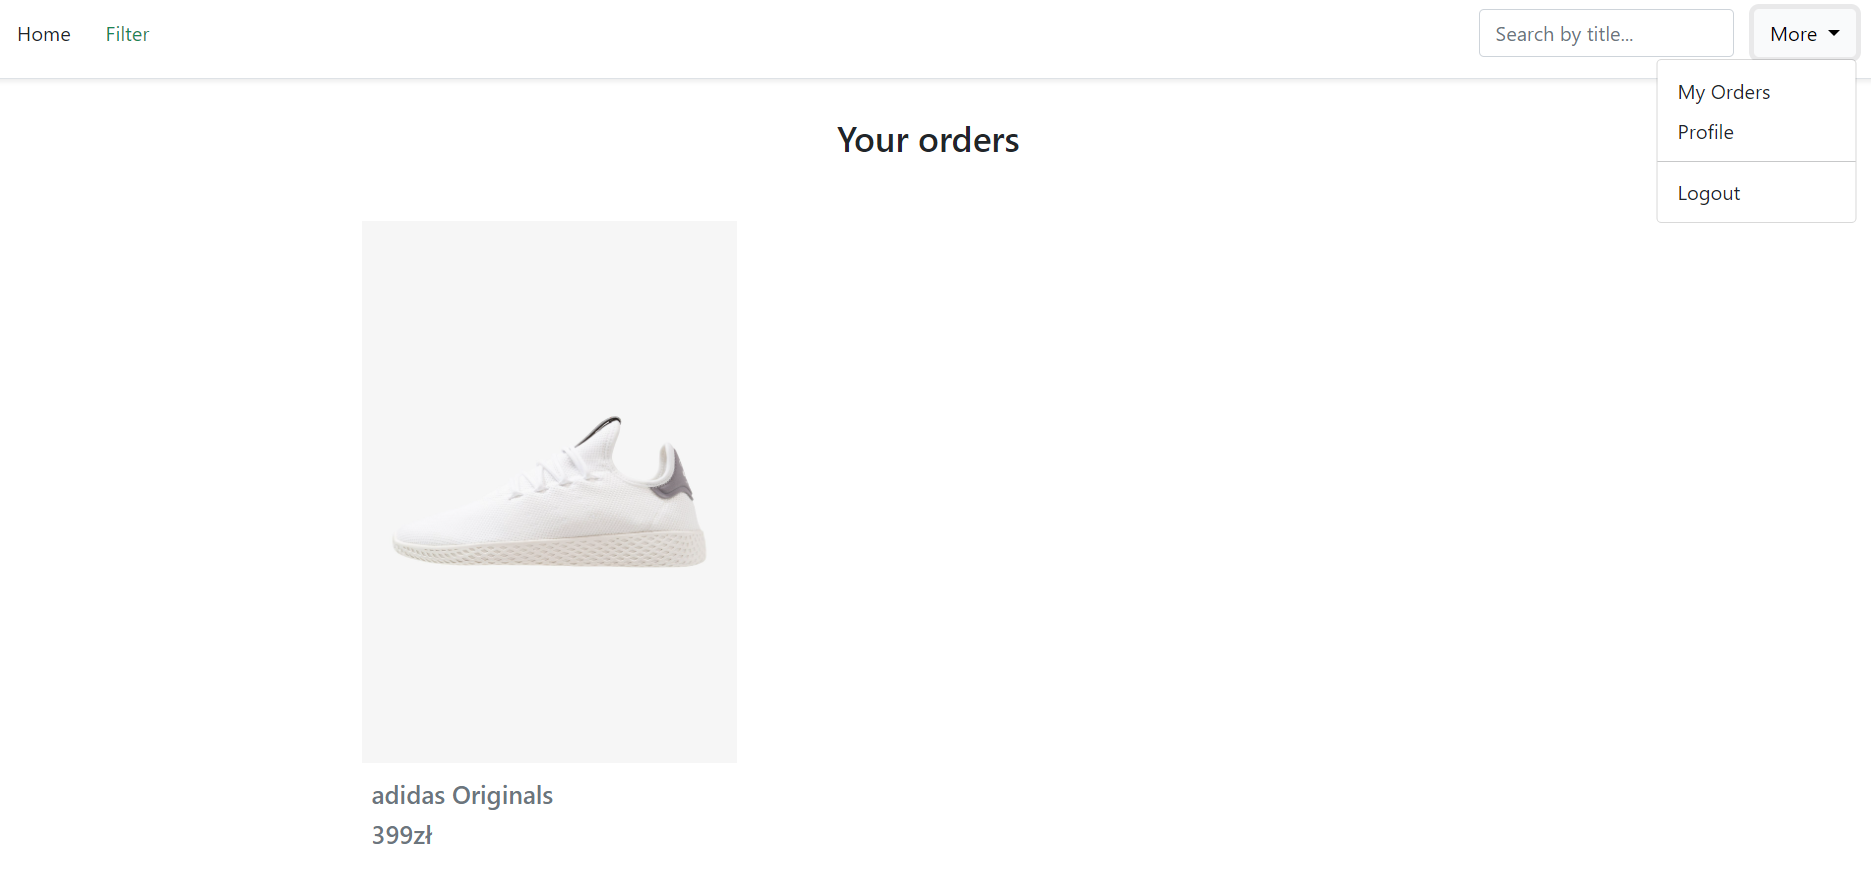 Home
Filter
Search by title...
More
My Orders
Profile
Logout
Your orders
adidas Originals
399zł